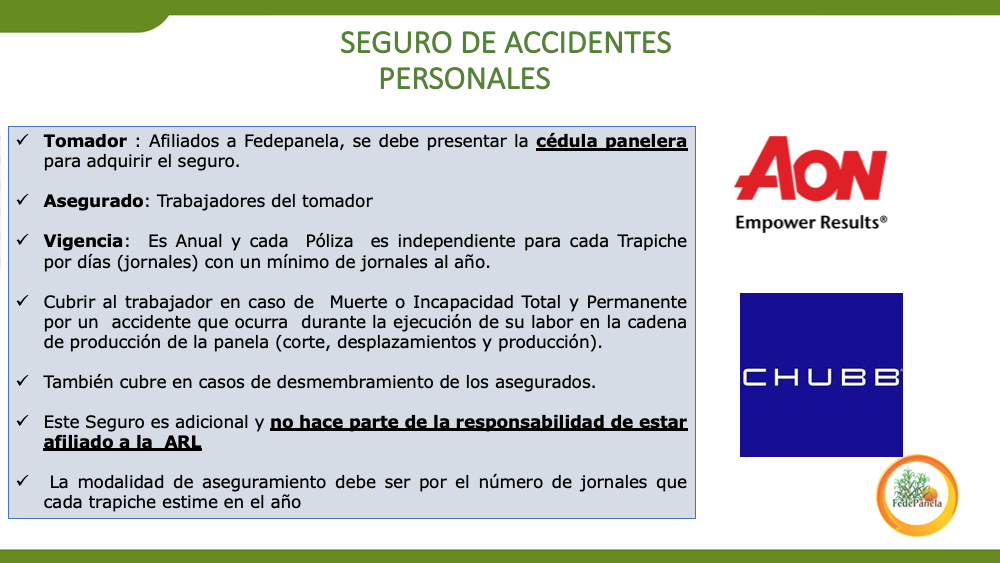 SEGURO DE ACCIDENTES
PERSONALES
✓ Tomador : Afiliados a Fedepanela, se debe presentar la cédula panelera
para adquirir el seguro.
✓ Asegurado: Trabajadores del tomador
✓ Vigencia: Es Anual y cada Póliza es independiente para cada Trapiche
por días (jornales) con un mínimo de jornales al año.
✓ Cubrir al trabajador en caso de Muerte o Incapacidad Total y Permanente
por un accidente que ocurra durante la ejecución de su labor en la cadena
de producción de la panela (corte, desplazamientos y producción).
✓ También cubre en casos de desmembramiento de los asegurados.
✓ Este Seguro es adicional y no hace parte de la responsabilidad de estar
afiliado a la ARL
✓ La modalidad de aseguramiento debe ser por el número de jornales que
cada trapiche estime en el año
AON
Empower Results®
CHUBB
FedePanela